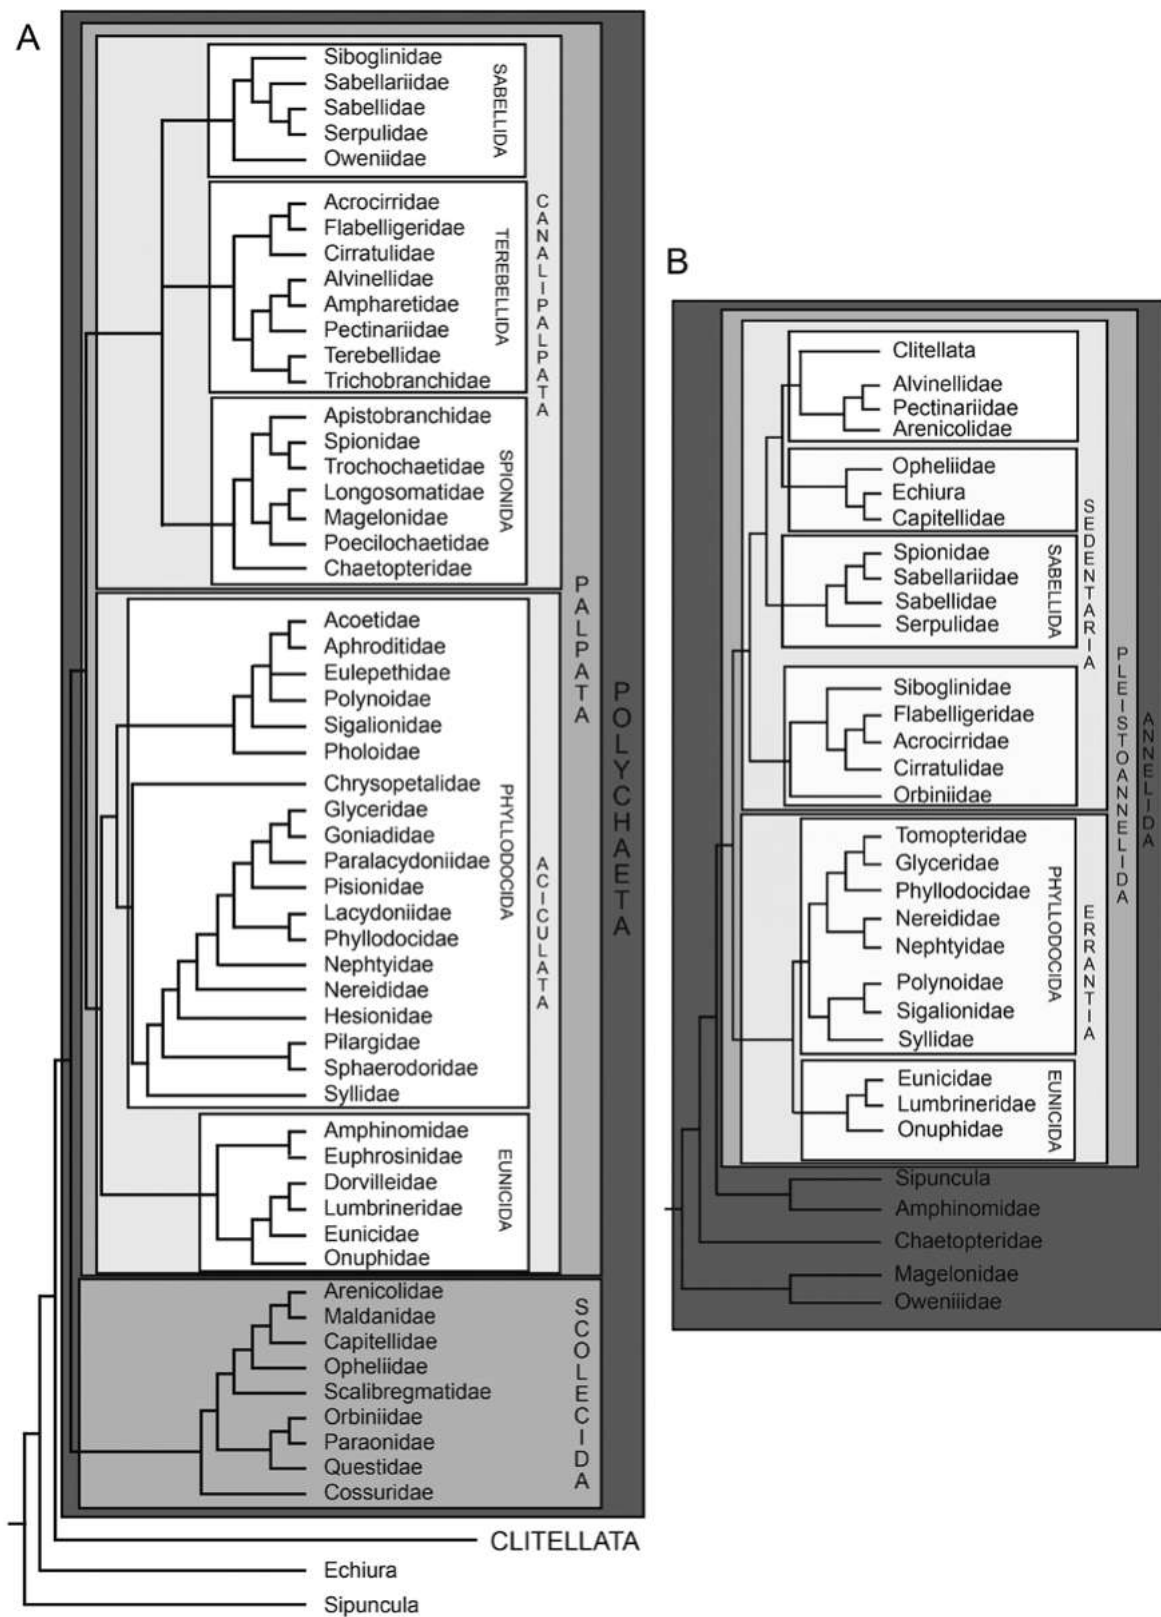 A
Siboglinidae
Sabellariidae
Sabellidae
Serpulidae
Oweniidae
SABELLIDA
Acrocirridae
Flabelligeridae
Cirratulidae
Alvinellidae
Ampharetidae
Pectinariidae
Terebellidae
Trichobranchidae
TEREBELLIDA
Apistobranchidae
Spionidae
Trochochaetidae
Longosomatidae
Magelonidae
Poecilochaetidae
Chaetopteridae
SPIONIDA
CANALIPALPATA
Acoetidae
Aphroditidae
Eulepethidae
Polynoidae
Sigalionidae
Pholoidae
Chrysopetalidae
Glyceridae
Goniadidae
Paralacydoniidae
Pisionidae
Lacydoniidae
Phyllodocidae
Nephtyidae
Nereididae
Hesionidae
Pilargidae
Sphaerodoridae
Syllidae
PHYLLODOCIDA
Amphinomidae
Euphrosinidae
Dorvilleidae
Lumbrineridae
Eunicidae
Onuphidae
EUNICIDA
ACICULATA
PALPATA
Arenicolidae
Maldanidae
Capitellidae
Opheliidae
Scalibregmatidae
Orbiniidae
Paraonidae
Questidae
Cossuridae
SCOLECIDA
POLYCHAETA
CLITELLATA
Echiura
Sipuncula
B
Clitellata
Alvinellidae
Pectinariidae
Arenicolidae
Opheliidae
Echiura
Capitellidae
Spionidae
Sabellariidae
Sabellidae
Serpulidae
SABELLIDA
Siboglinidae
Flabelligeridae
Acrocirridae
Cirratulidae
Orbiniidae
SEDENTARIA
Tomopteridae
Glyceridae
Phyllodocidae
Nereididae
Nephtyidae
Polynoidae
Sigalionidae
Syllidae
PHYLLODOCIDA
Eunicidae
Lumbrineridae
Onuphidae
EUNICIDA
ERRANTIA
PLEISTOANNELIDA
Sipuncula
Amphinomidae
Chaetopteridae
Magelonidae
Oweniiidae
ANNELIDA